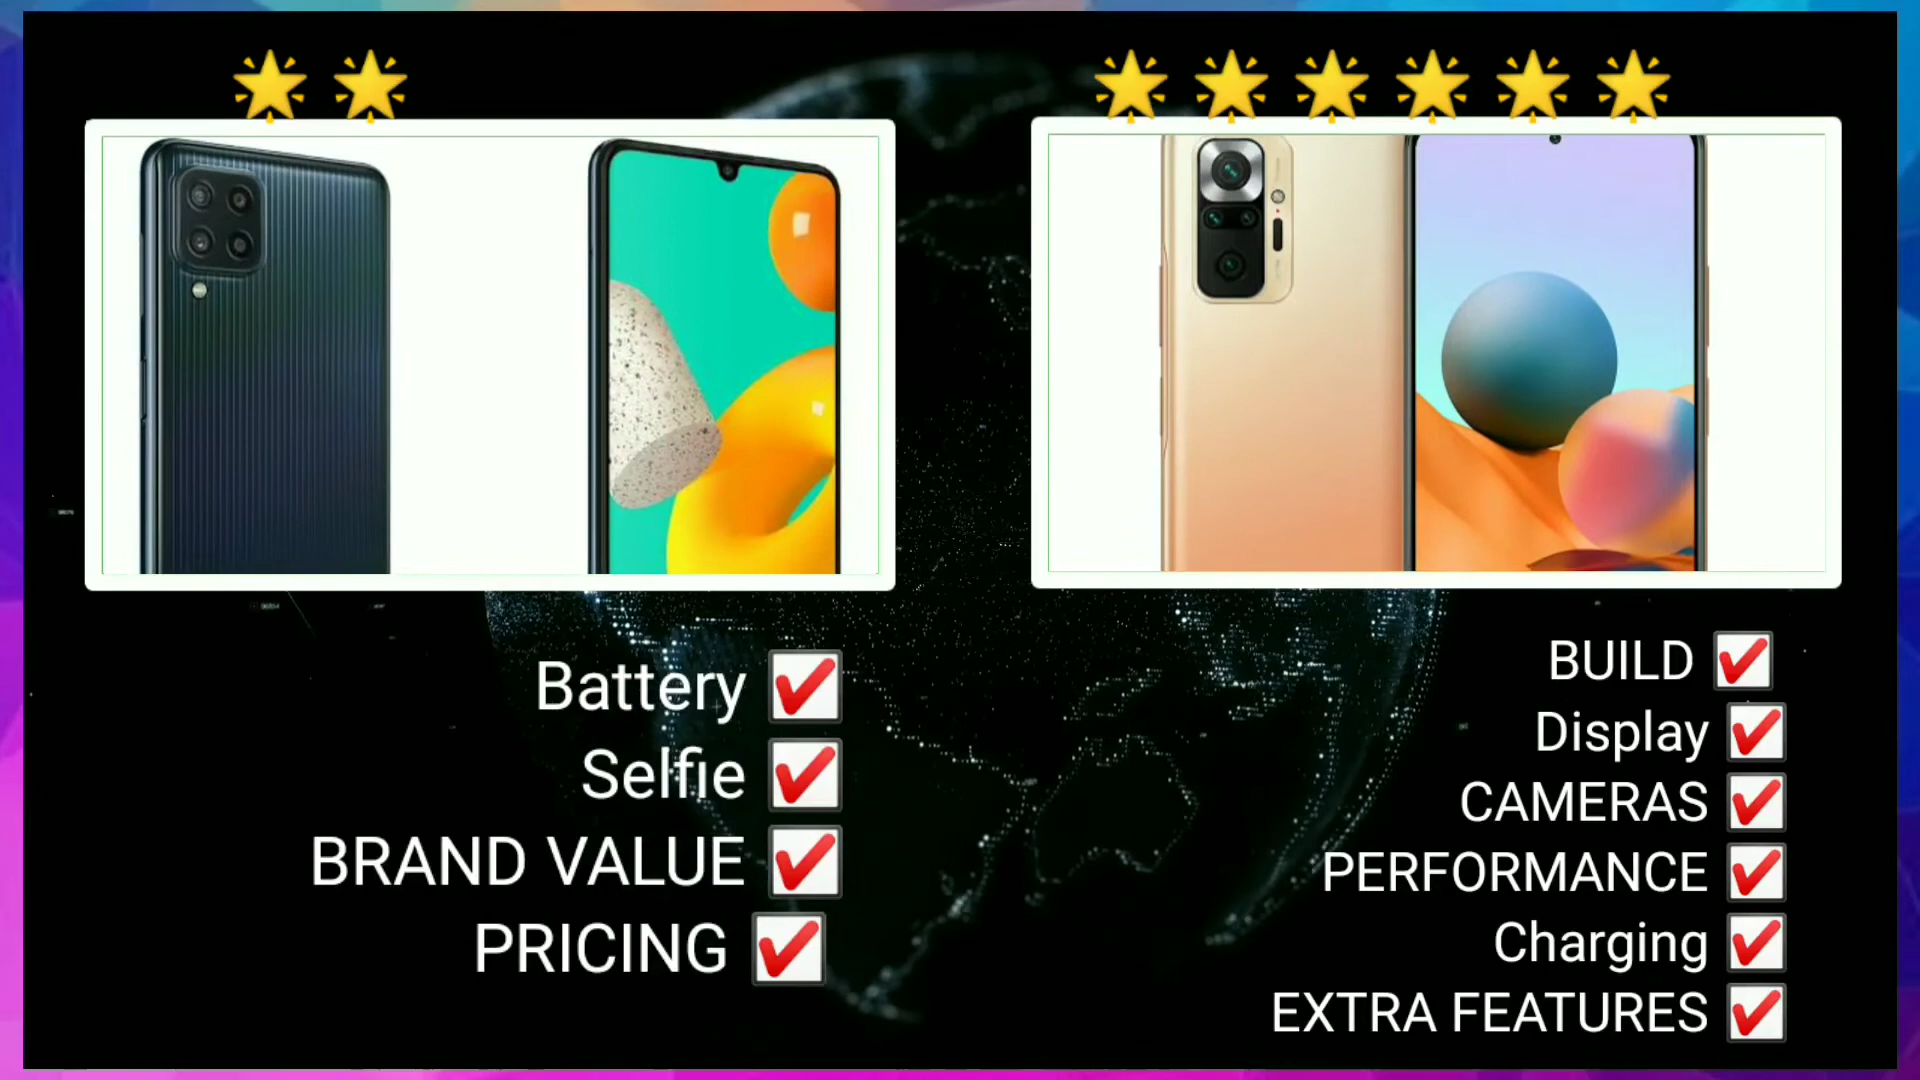 Battery ✔
Selfie ✔
BRAND VALUE ✔
PRICING ✔
BUILD ✔
Display ✔
CAMERAS ✔
PERFORMANCE ✔
Charging ✔
EXTRA FEATURES ✔